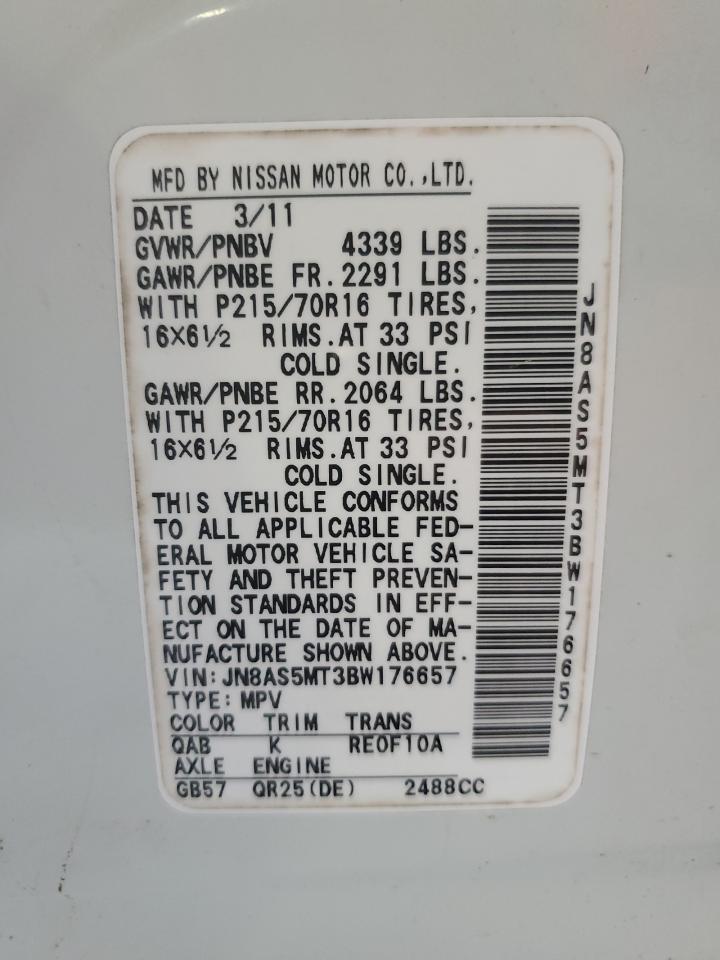 MFD BY NISSAN MOTOR CO.,LTD.
DATE 3/11
GVWR/PNBV 4339 LBS.
GAWR/PNBE FR.2291 LBS.
WITH P215/70R16 TIRES,
16X6½ RIMS.AT 33 PSI
COLD SINGLE.
GAWR/PNBE RR.2064 LBS.
WITH P215/70R16 TIRES,
16X6½ RIMS.AT 33 PSI
COLD SINGLE.
THIS VEHICLE CONFORMS
TO ALL APPLICABLE FED-
ERAL MOTOR VEHICLE SA-
FETY AND THEFT PREVEN-
TION STANDARDS IN EFF-
ECT ON THE DATE OF MA-
NUFACTURE SHOWN ABOVE.
VIN:JN8AS5MT3BW176657
TYPE:MPV
COLOR TRIM TRANS
QAB K RE0F10A
AXLE ENGINE
GB57 QR25(DE) 2488CC
JN8AS5MT3BW176657